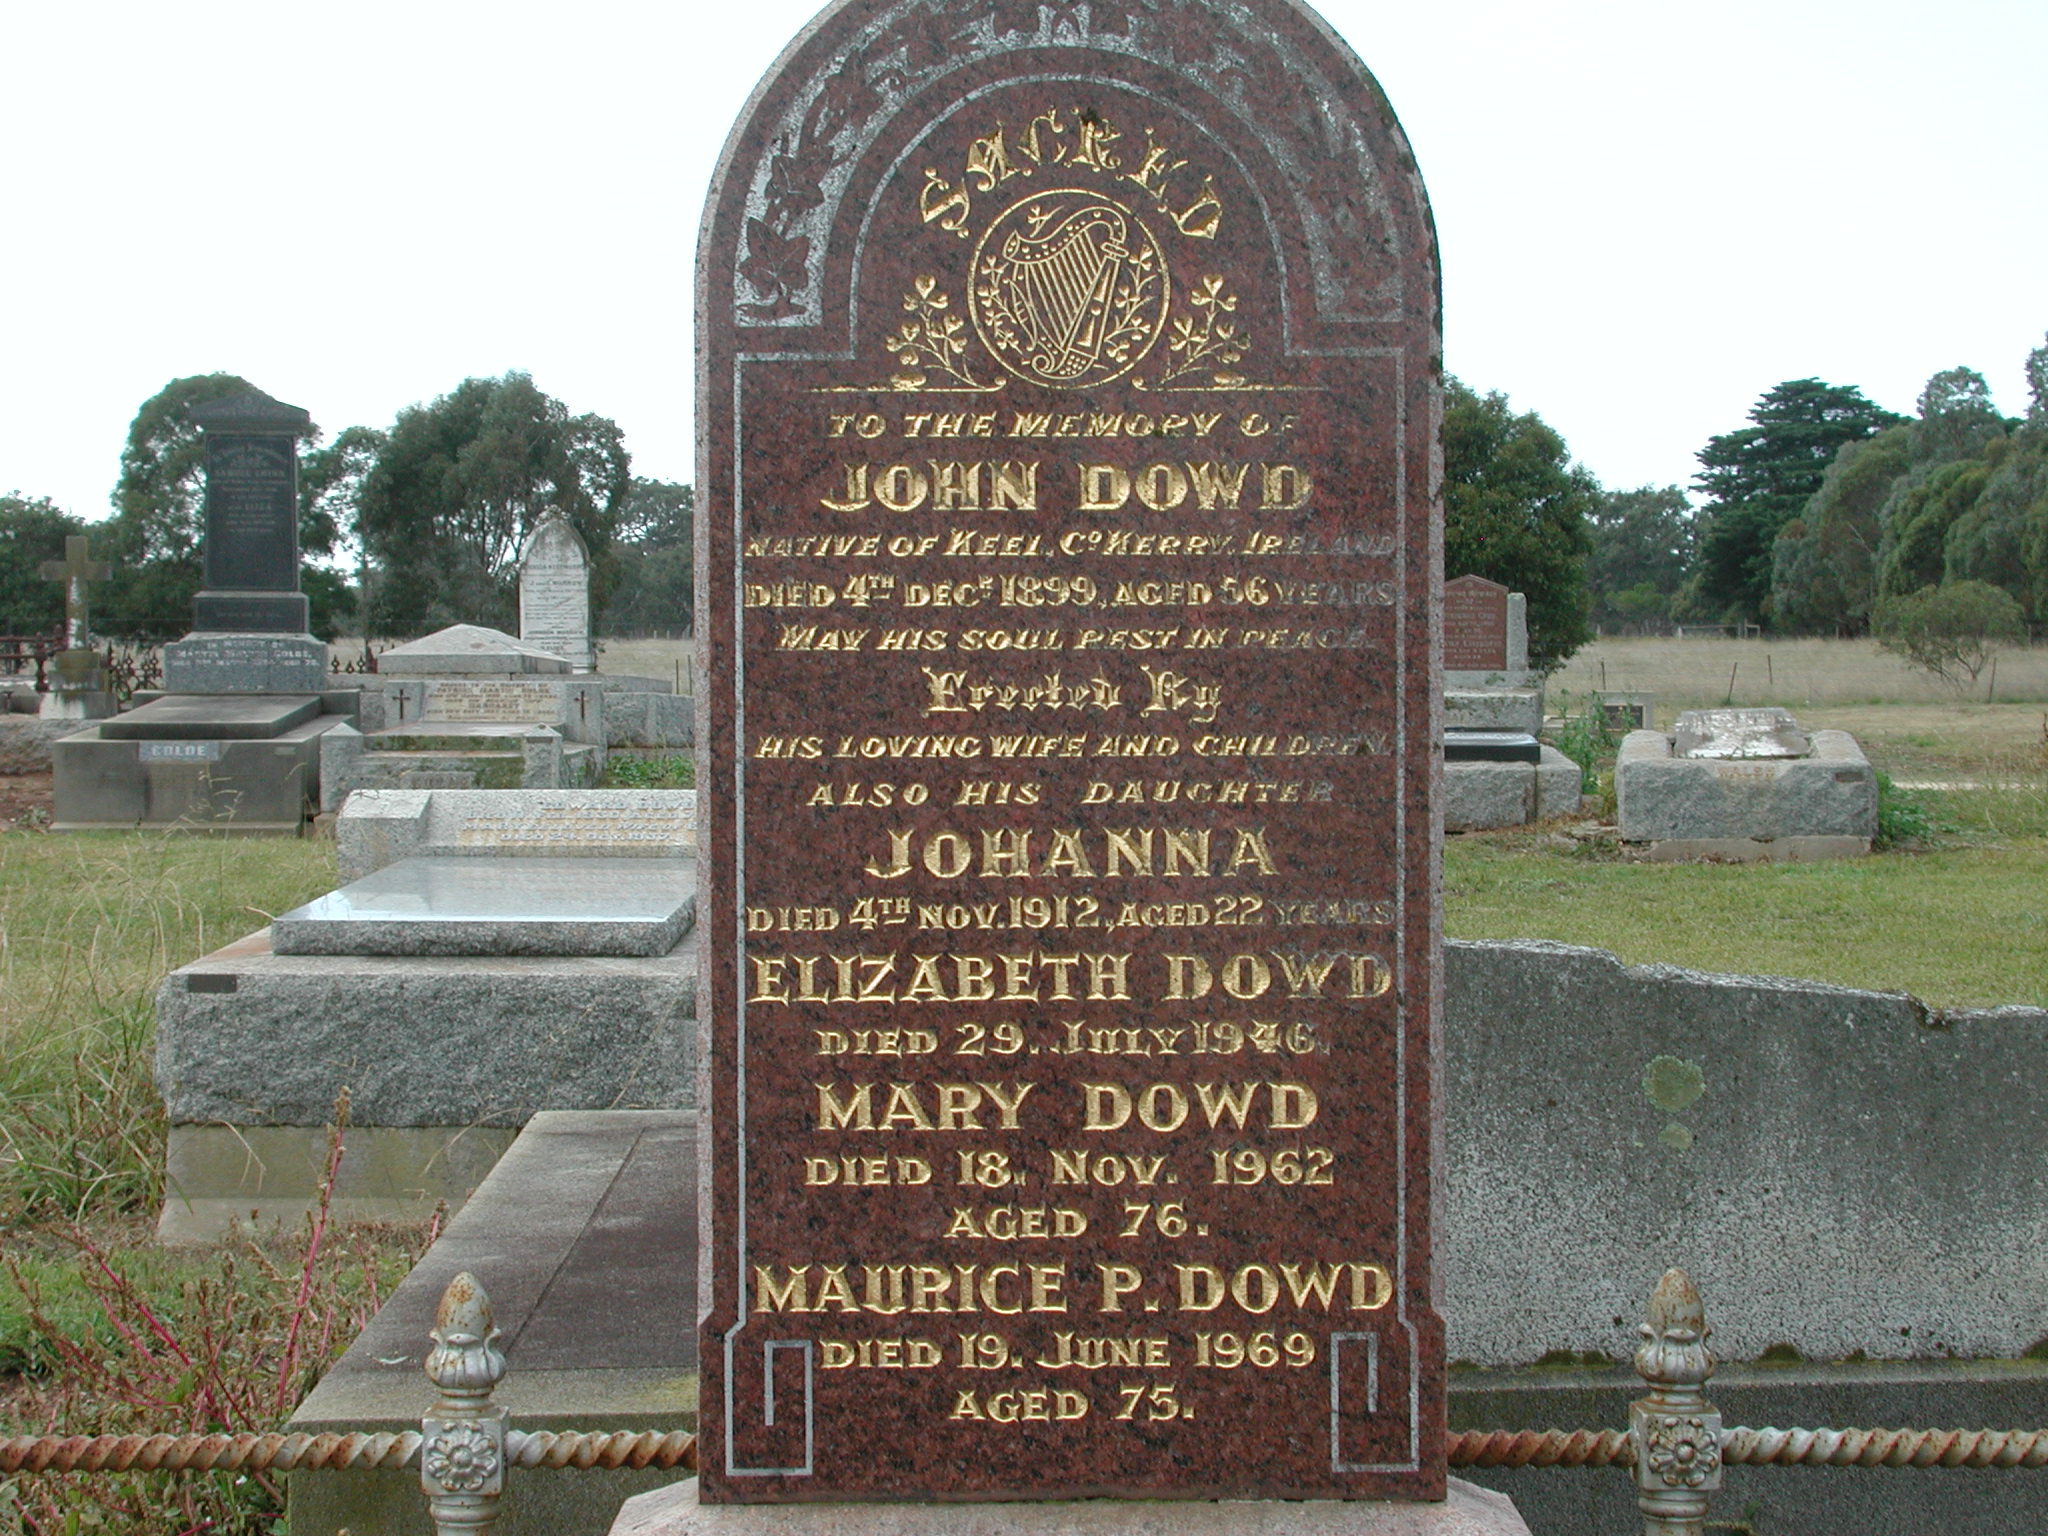 SACRED
TO THE MEMORY OF
JOHN DOWD
NATIVE OF KEEL, Co KERRY, IRELAND
DIED 4TH DECR 1899, AGED 56 YEARS
MAY HIS SOUL REST IN PEACE.
Erected By
HIS LOVING WIFE AND CHILDREN.
ALSO HIS DAUGHTER
JOHANNA
DIED 4TH NOV. 1912, AGED 22 YEARS
ELIZABETH DOWD
DIED 29. JULY 1946.
MARY DOWD
DIED 18. NOV. 1962
AGED 76.
MAURICE P. DOWD
DIED 19. JUNE 1969
AGED 75.
COLBE
MARGARET
WALSH